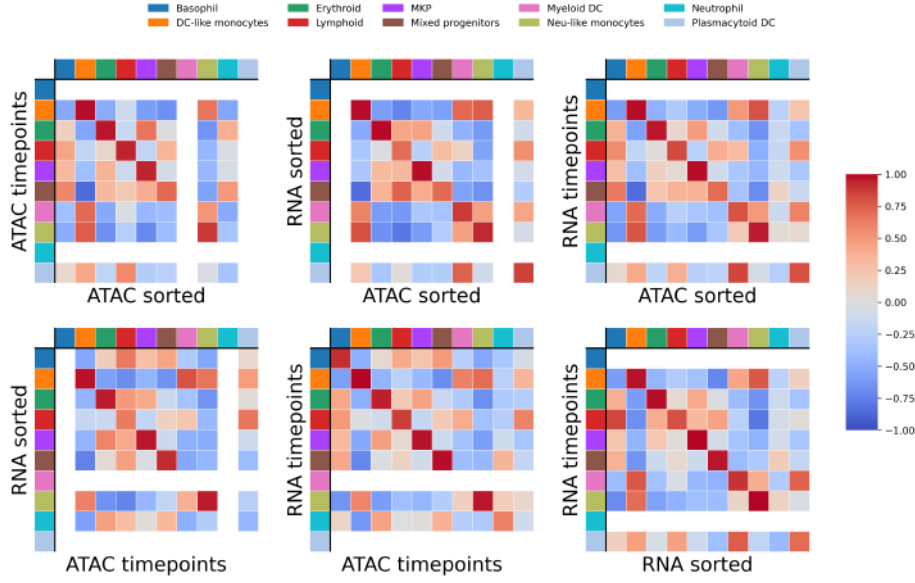 Basophil Erythroid MKP Myeloid DC Neutrophil
DC-like monocytes Lymphoid Mixed progenitors Neu-like monocytes Plasmacytoid DC
ATAC timepoints
ATAC sorted
RNA sorted
ATAC sorted
RNA timepoints
ATAC sorted
1.00
0.75
0.50
0.25
0.00
−0.25
−0.50
−0.75
−1.00
RNA sorted
ATAC timepoints
RNA timepoints
ATAC timepoints
RNA timepoints
RNA sorted